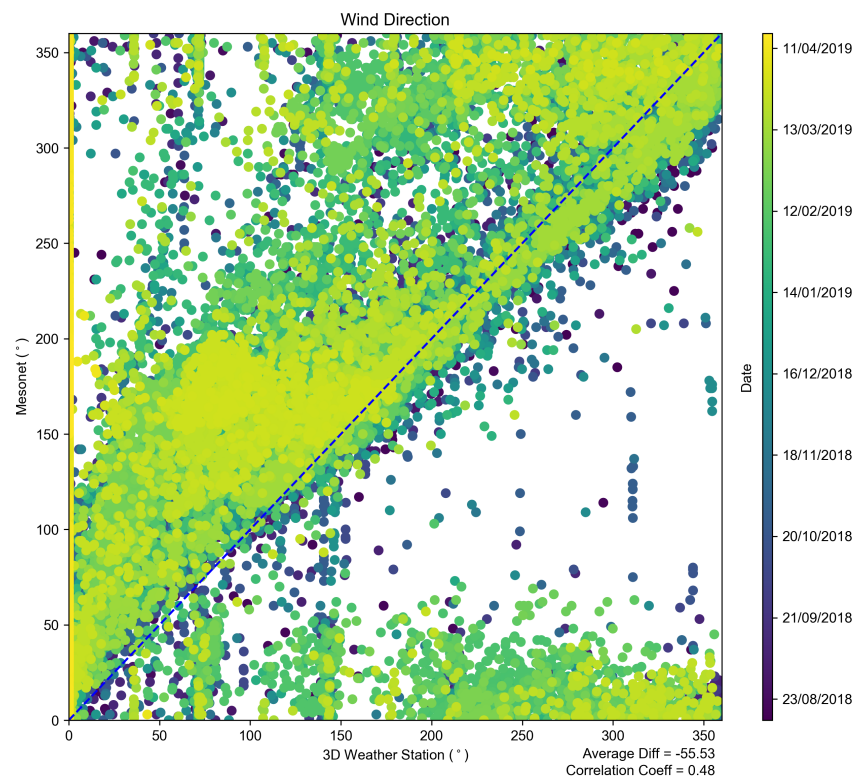 Wind Direction
350
300
250
200
150
100
50
0
Mesonet (°)
0 50 100 150 200 250 300 350
3D Weather Station (°)
Average Diff = -55.53
Correlation Coeff = 0.48
11/04/2019
13/03/2019
12/02/2019
14/01/2019
16/12/2018
18/11/2018
20/10/2018
21/09/2018
23/08/2018
Date